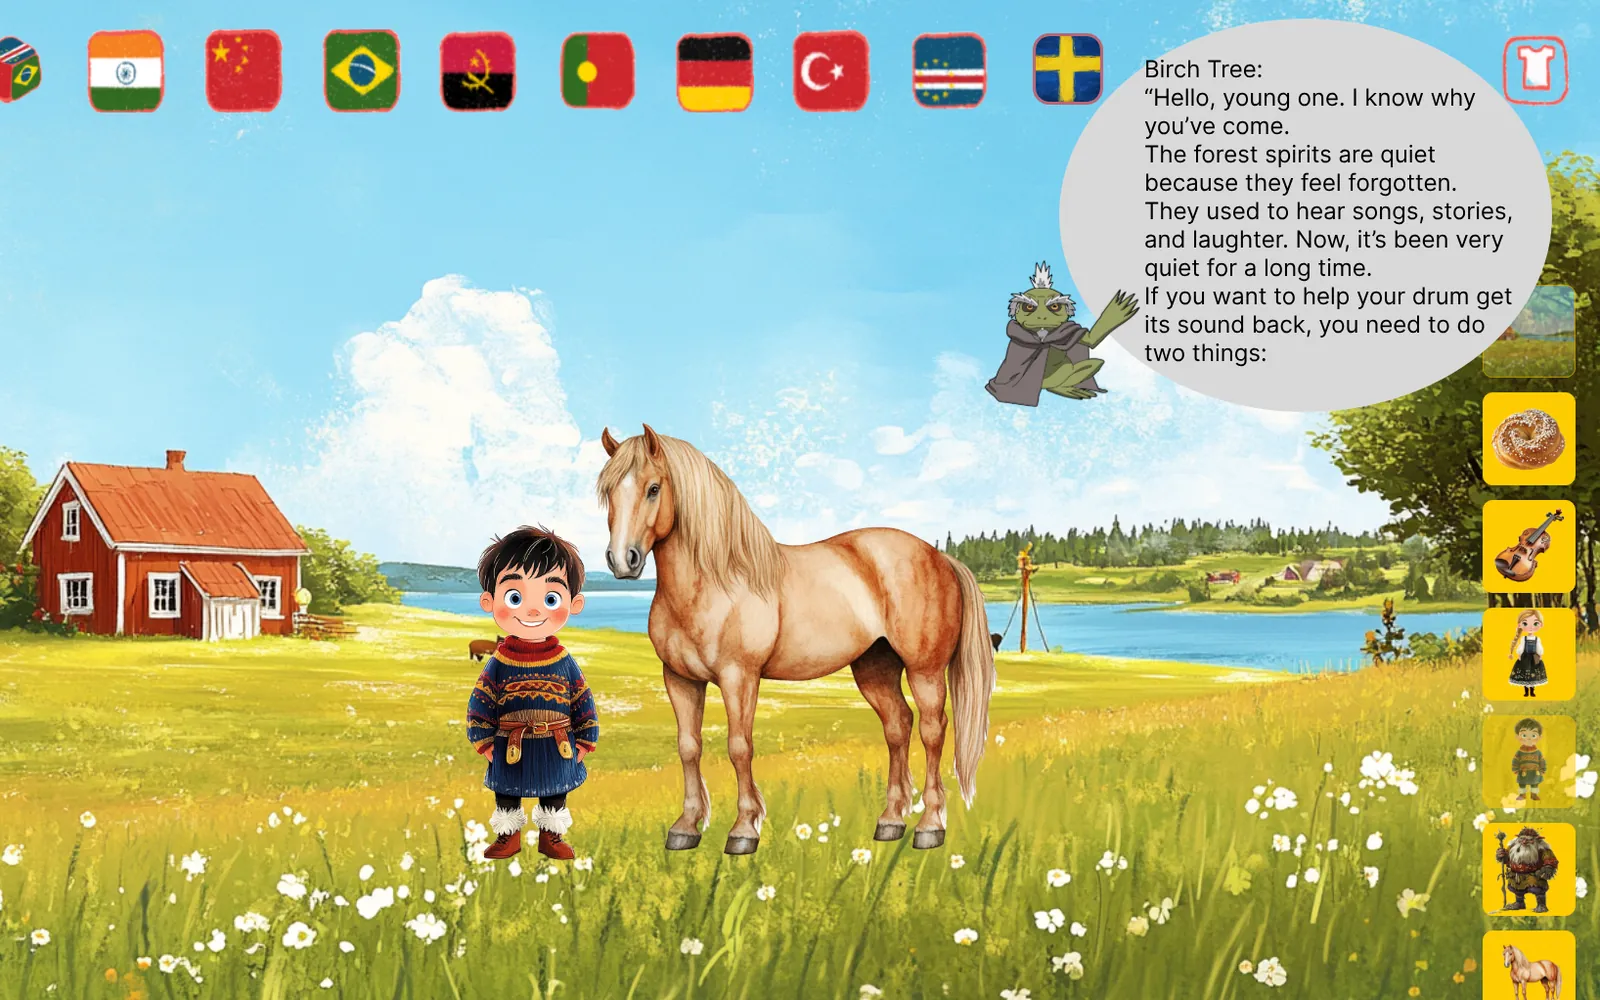 Birch Tree:
“Hello, young one. I know why
you’ve come.
The forest spirits are quiet
because they feel forgotten.
They used to hear songs, stories,
and laughter. Now, it’s been very
quiet for a long time.
If you want to help your drum get
its sound back, you need to do
two things: